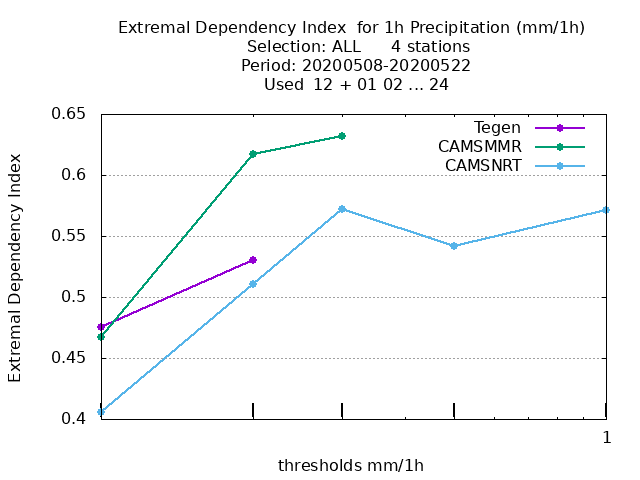 Extremal Dependency Index  for 1h Precipitation (mm/1h)
Selection: ALL      4 stations
Period: 20200508-20200522
Used  12 + 01 02 ... 24
Extremal Dependency Index
0.65
0.6
0.55
0.5
0.45
0.4
Tegen
CAMSMMR
CAMSNRT
1
thresholds mm/1h